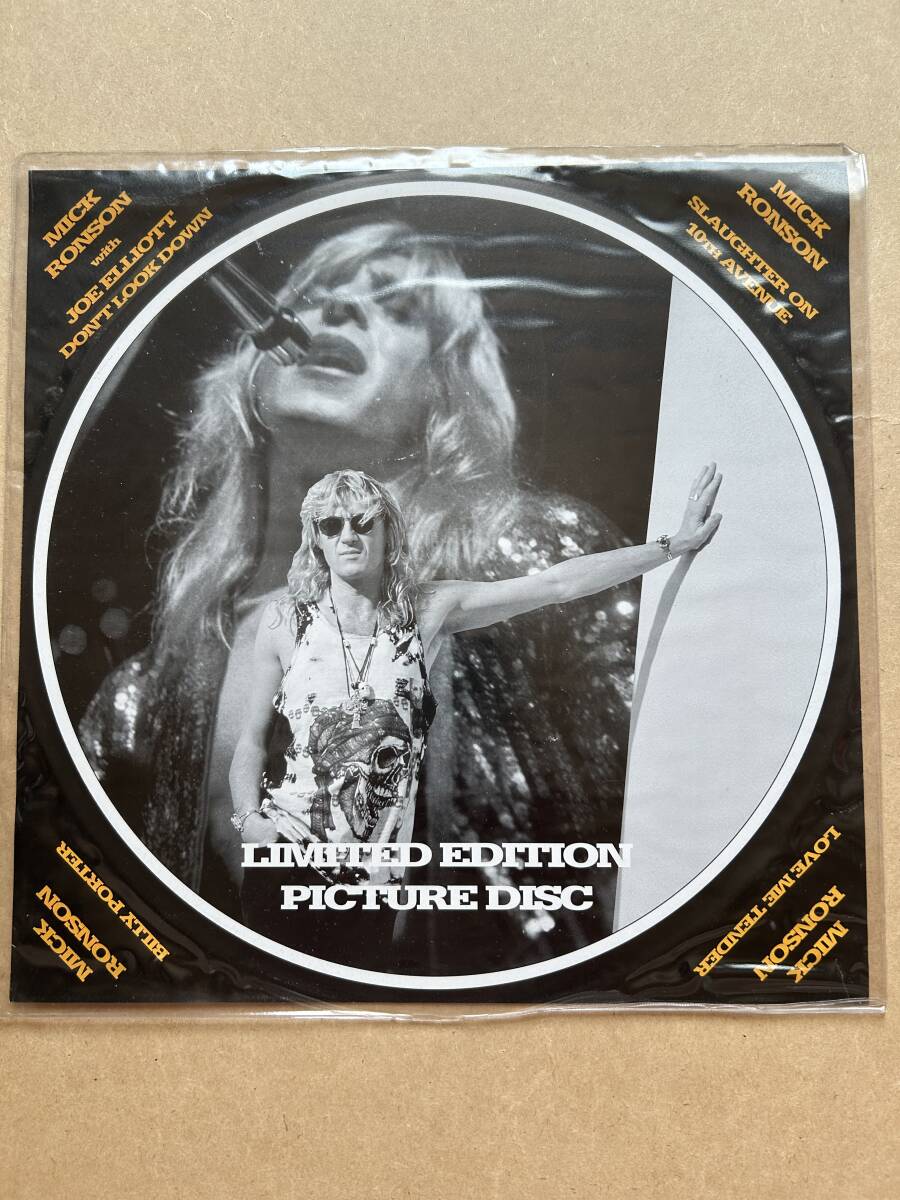 MICK
RONSON
with
JOE ELLIOTT
DON'T LOOK DOWN
MICK
RONSON
SLAUGHTER ON
10TH AVENUE
LIMITED EDITION
PICTURE DISC
MICK
RONSON
BILLY PORTER
MICK
RONSON
LOVE ME TENDER